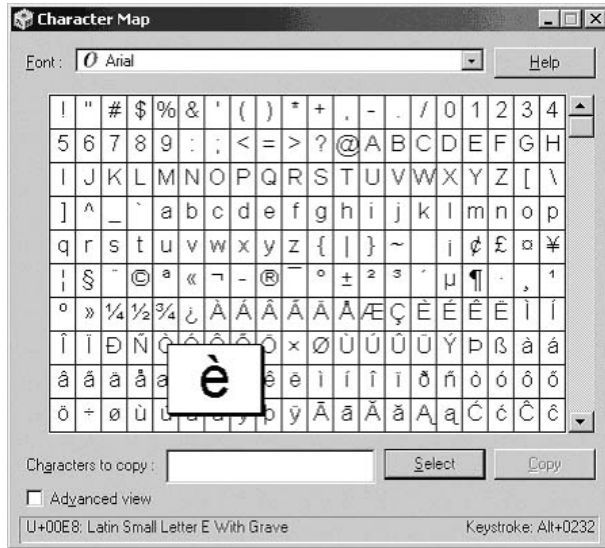 Character Map
Font : O Arial Help
! " # $ % & ' ( ) * + , - . / 0 1 2 3 4
5 6 7 8 9 : ; < = > ? @ A B C D E F G H
I J K L M N O P Q R S T U V W X Y Z [ \
] ^ _ ` a b c d e f g h i j k l m n o p
q r s t u v w x y z { | } ~ ¡ ¢ £ ¤ ¥
¦ § ¨ © ª « ¬ - ® ¯ ° ± ² ³ ´ µ ¶ · ¸ ¹
º » ¼ ½ ¾ ¿ À Á Â Ã Ä Å Æ Ç È É Ê Ë Ì Í
Î Ï Ð Ñ Ò Ó Ô Õ Ö × Ø Ù Ú Û Ü Ý Þ ß à á
â ã ä å è ê ë ì í î ï ð ñ ò ó ô õ
ö ÷ ø ù ú û ü ý þ ÿ Ā ā Ă ă Ą ą Ć ć Ĉ ĉ
Characters to copy : Select Copy
Advanced view
U+00E8: Latin Small Letter E With Grave Keystroke: Alt+0232